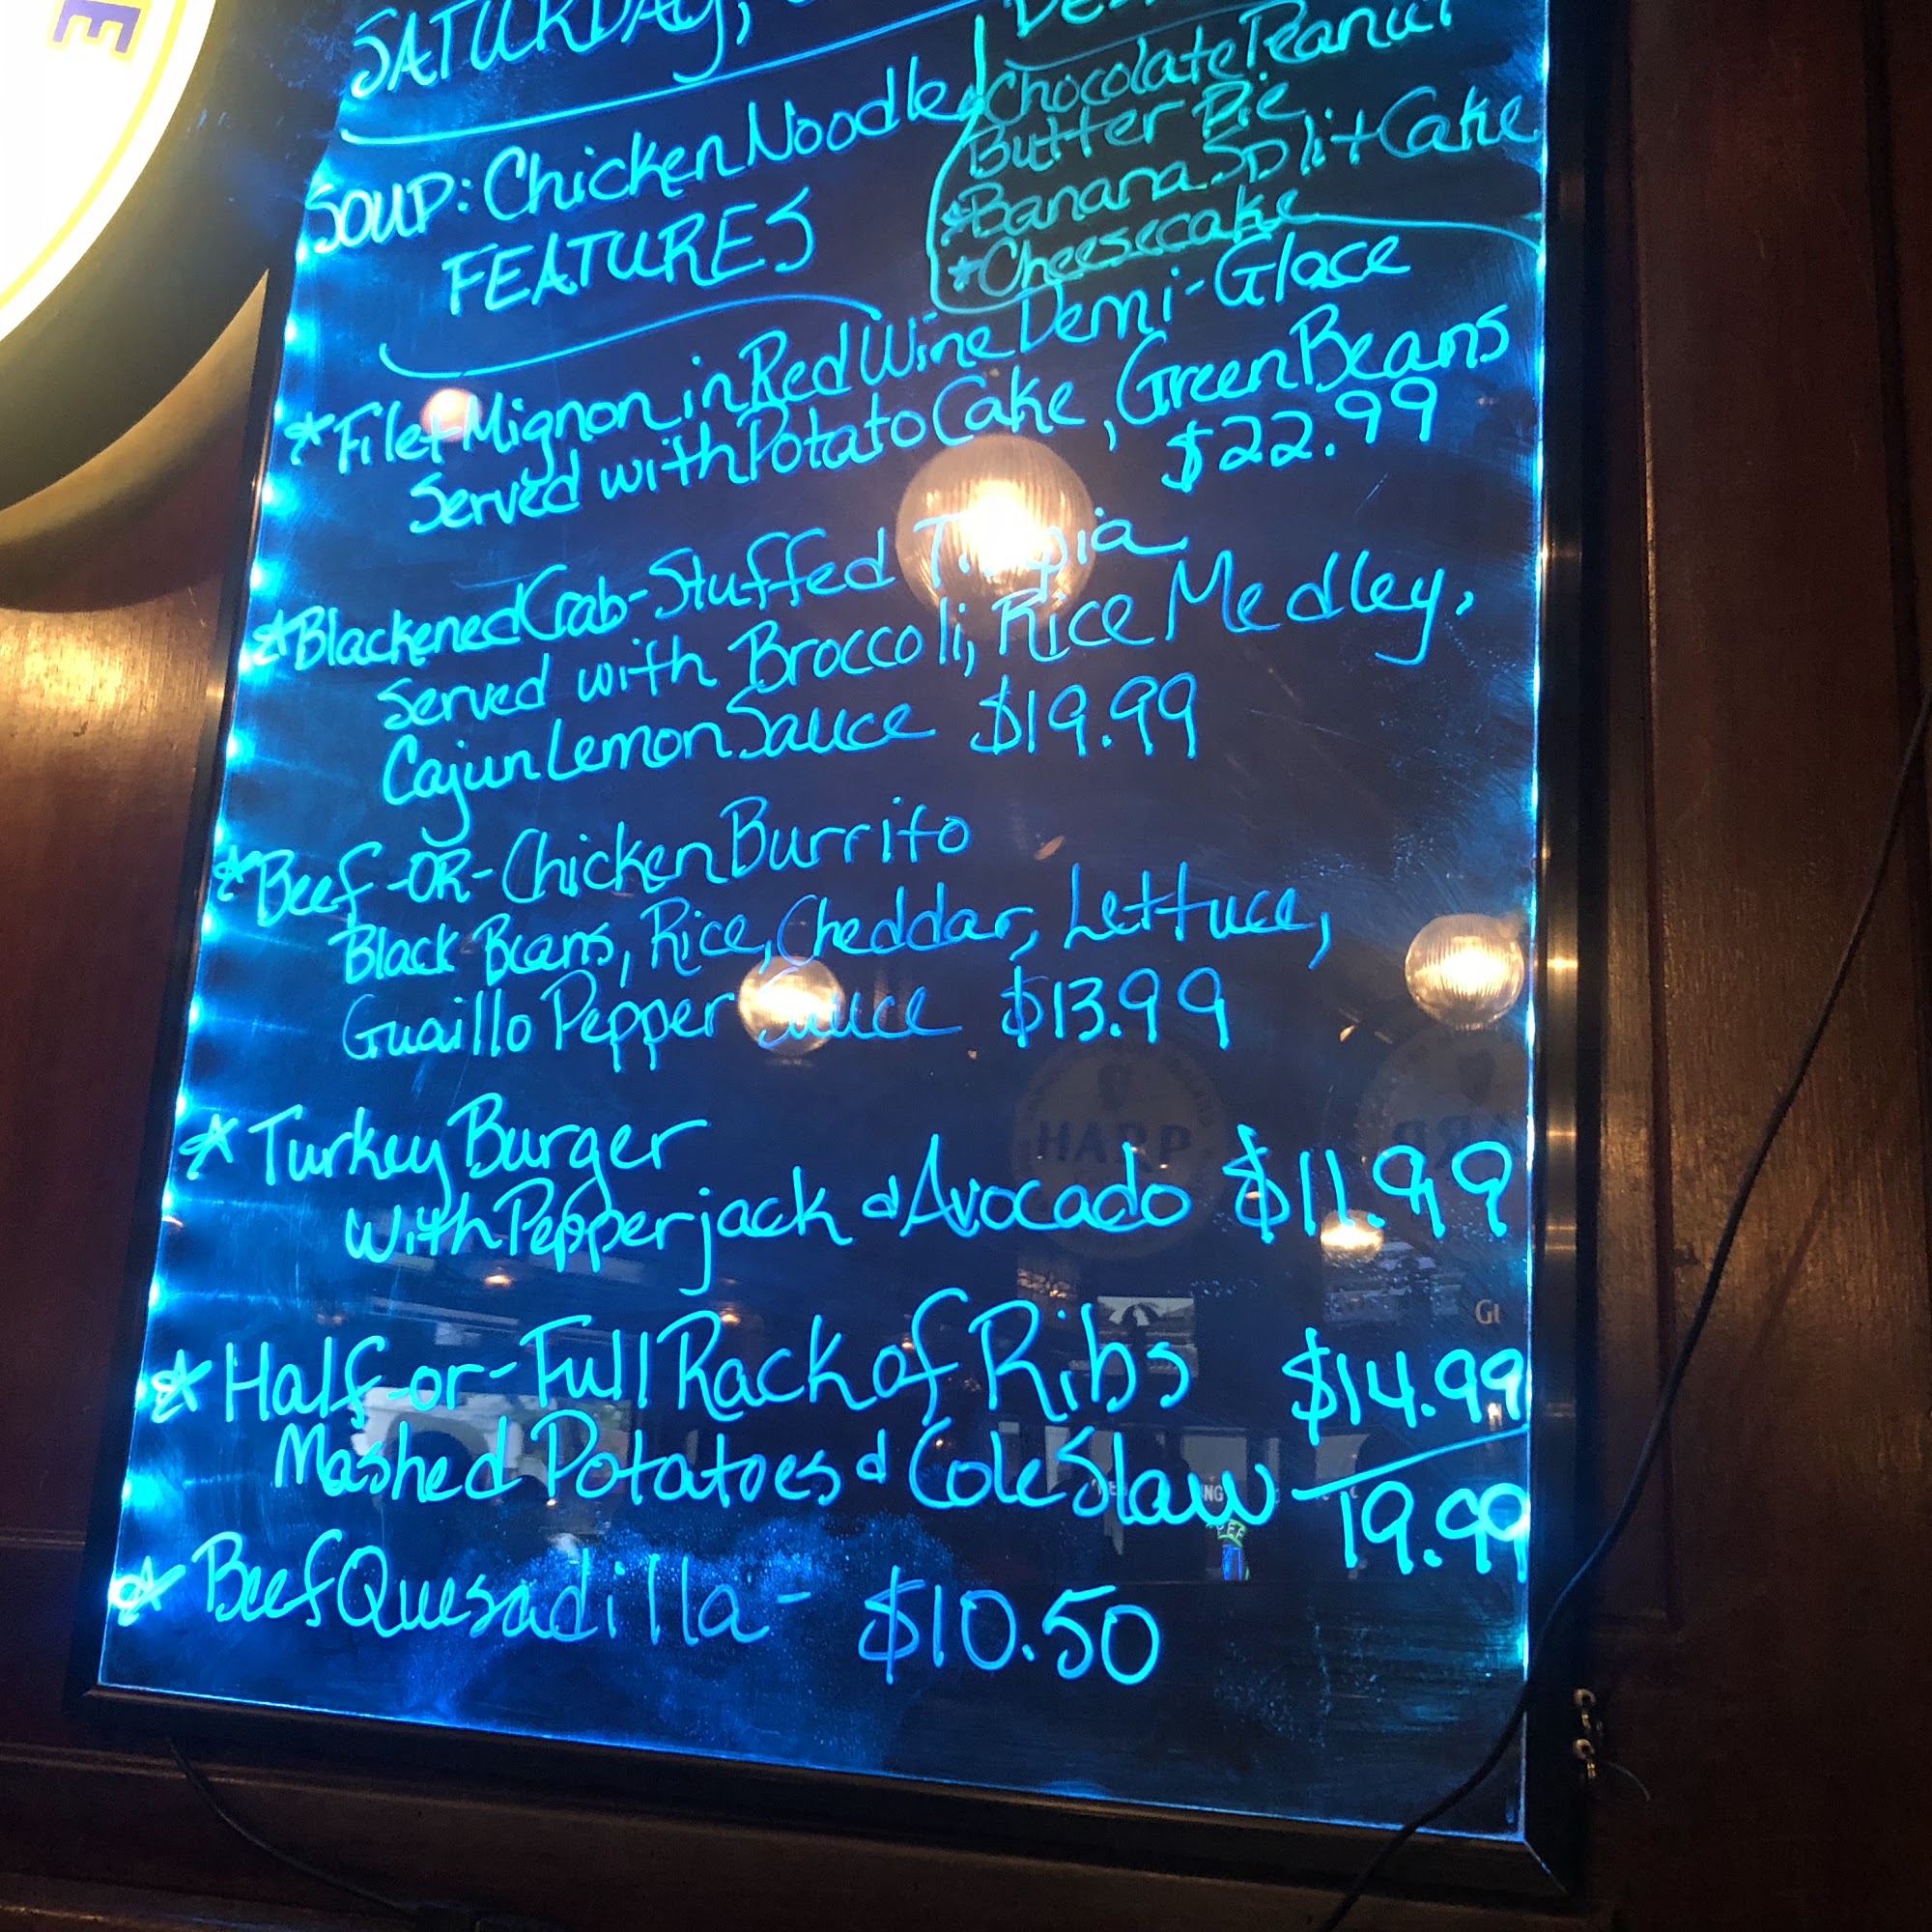 E
SATURDAY,
SOUP: Chicken Noodle
FEATURES
*Chocolate Peanut
Butter Pie
*Banana Split Cake
*Cheesecake
*Filet Mignon in Red Wine Demi-Glace
Served with Potato Cake, Green Beans
$22.99
*Blackened Crab-Stuffed Tilapia
Served with Broccoli, Rice Medley,
Cajun Lemon Sauce $19.99
*Beef -OR- Chicken Burrito
Black Beans, Rice, Cheddar, Lettuce,
Guaillo Pepper Sauce $13.99
*Turkey Burger
with Pepperjack & Avocado $11.99
*Half-or-Full Rack of Ribs $14.99
Mashed Potatoes & Cole Slaw 19.99
*Beef Quesadilla - $10.50
HARP